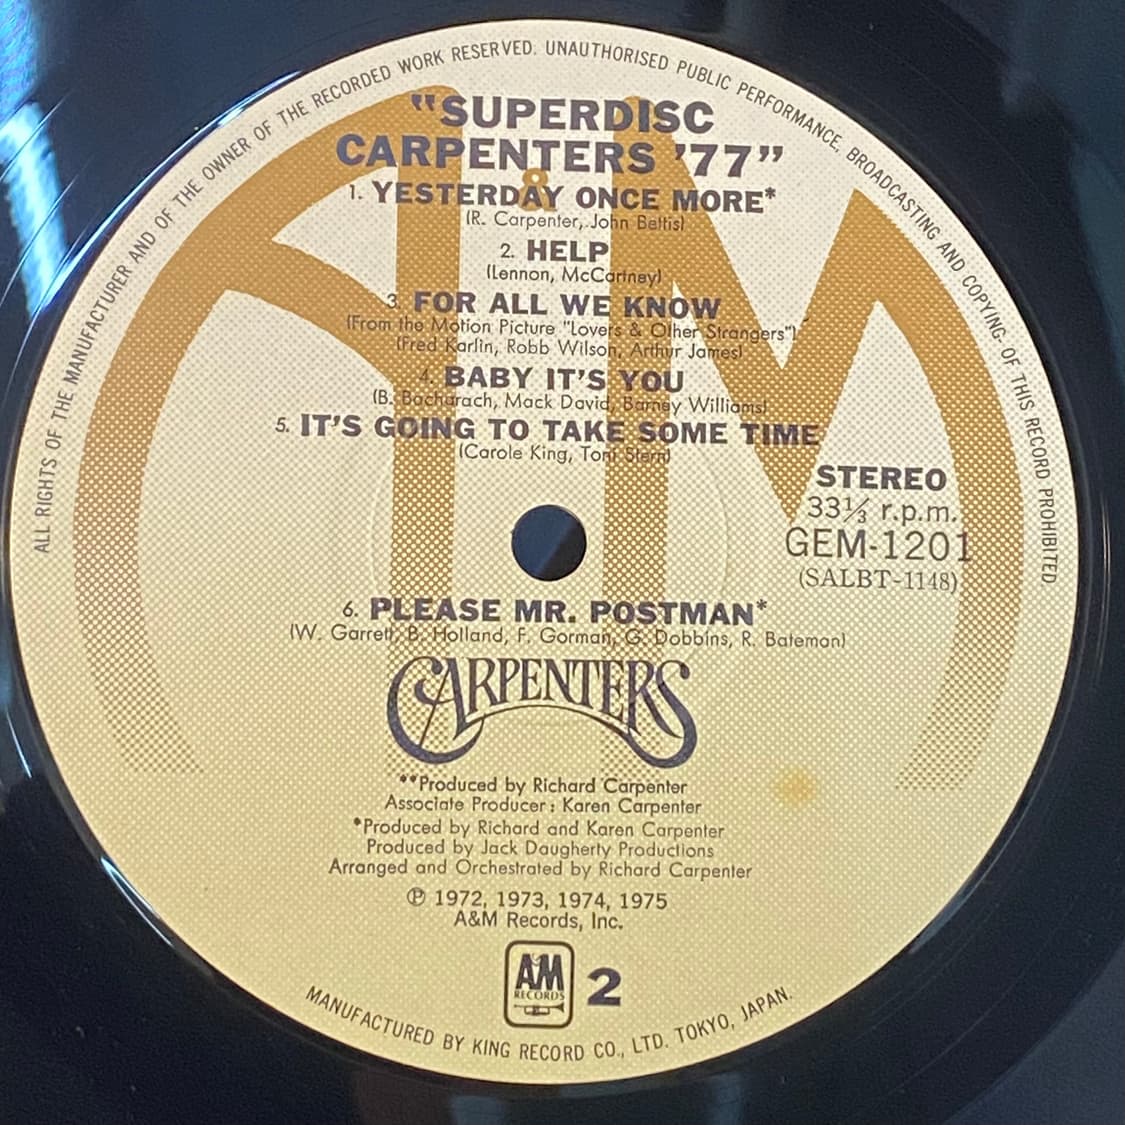 ALL RIGHTS OF THE MANUFACTURER AND OF THE OWNER OF THE RECORDED WORK RESERVED. UNAUTHORISED PUBLIC PERFORMANCE, BROADCASTING AND COPYING OF THIS RECORD PROHIBITED
"SUPERDISC
CARPENTERS '77"
1. YESTERDAY ONCE MORE*
(R. Carpenter, John Bettis)
2. HELP
(Lennon, McCartney)
3. FOR ALL WE KNOW
(From the Motion Picture "Lovers & Other Strangers")
(Fred Karlin, Robb Wilson, Arthur James)
4. BABY IT'S YOU
(B. Bacharach, Mack David, Barney Williams)
5. IT'S GOING TO TAKE SOME TIME
(Carole King, Toni Stern)
STEREO
33⅓ r.p.m.
GEM-1201
(SALBT-1148)
6. PLEASE MR. POSTMAN*
(W. Garrett, B. Holland, F. Gorman, G. Dobbins, R. Bateman)
CARPENTERS
**Produced by Richard Carpenter
Associate Producer: Karen Carpenter
*Produced by Richard and Karen Carpenter
Produced by Jack Daugherty Productions
Arranged and Orchestrated by Richard Carpenter
℗ 1972, 1973, 1974, 1975
A&M Records, Inc.
A&M
RECORDS
2
MANUFACTURED BY KING RECORD CO., LTD. TOKYO, JAPAN.